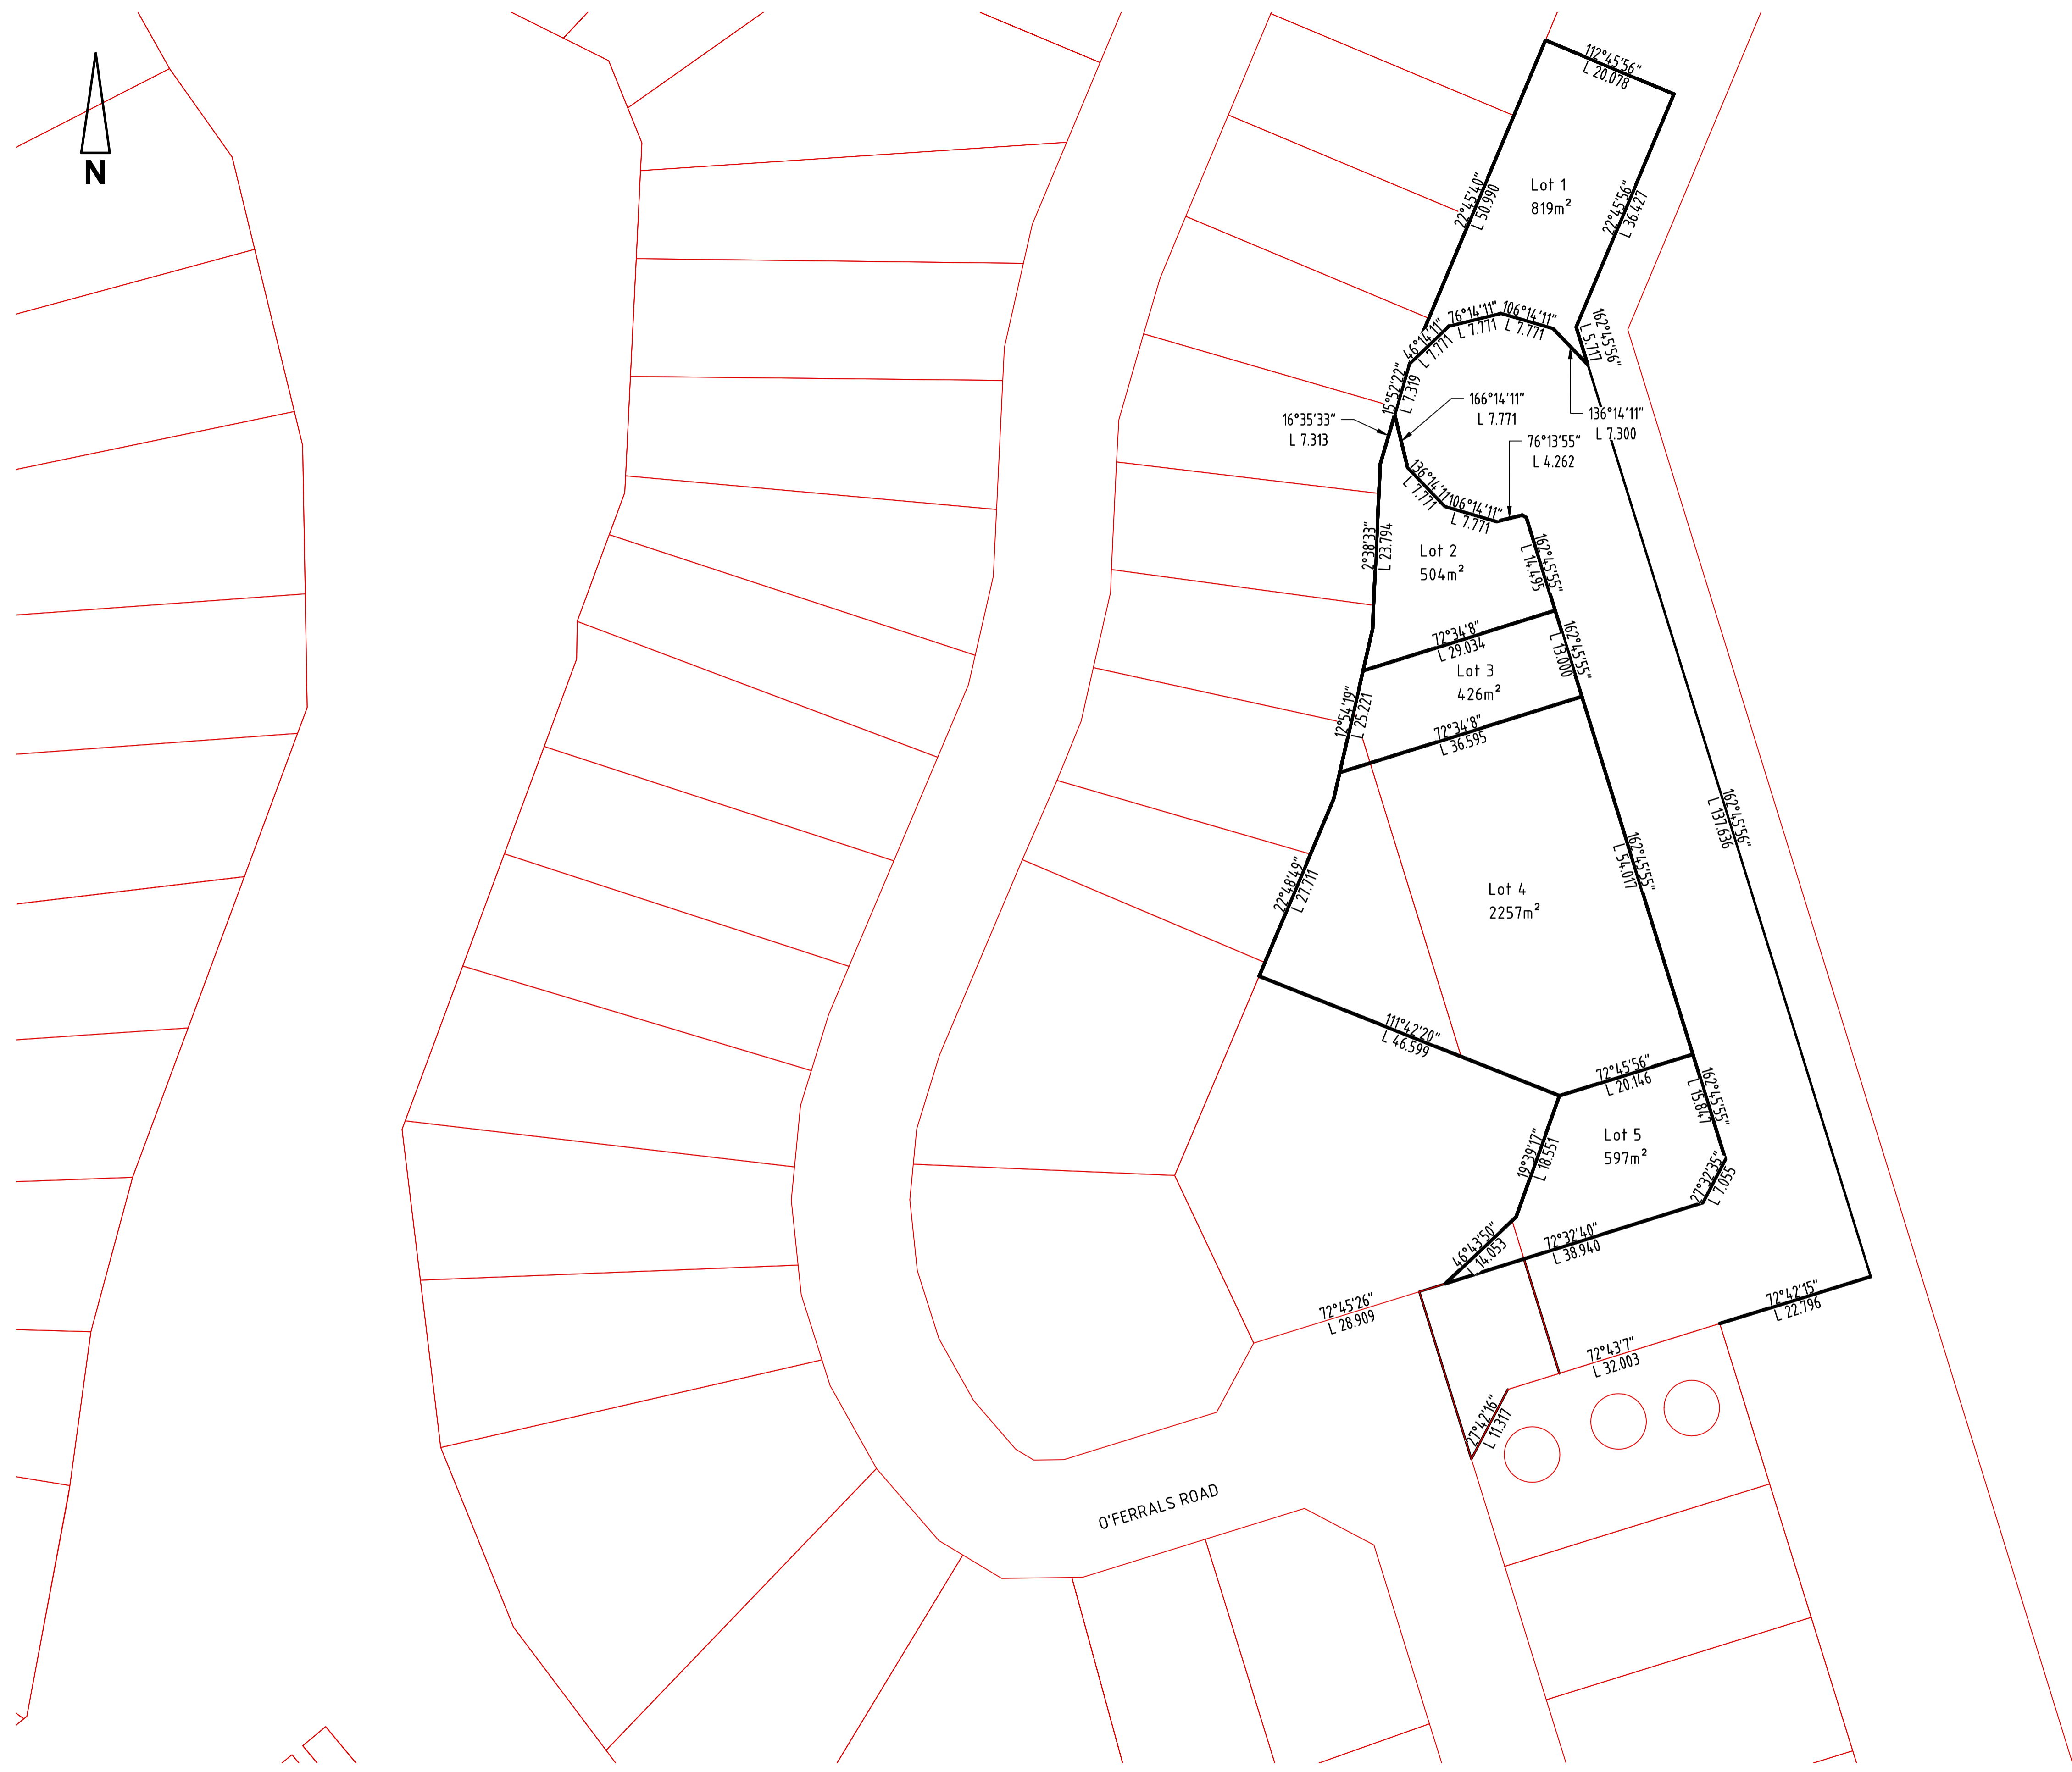 N
112°45'56"
L 20.078
Lot 1
819m²
22°45'40"
L 50.990
22°45'56"
L 36.427
76°14'11"
L 7.771
106°14'11"
L 7.771
46°14'11"
L 7.771
162°45'56"
L 5.717
15°52'22"
L 7.319
166°14'11"
L 7.771
136°14'11"
L 7.300
16°35'33"
L 7.313
76°13'55"
L 4.262
136°14'11"
L 7.771
106°14'11"
L 7.771
2°38'33"
L 23.794
Lot 2
504m²
162°45'55"
L 14.495
72°34'8"
L 29.034
162°45'55"
L 13.000
Lot 3
426m²
12°54'19"
L 25.221
72°34'8"
L 36.595
162°45'56"
L 137.636
162°45'55"
L 54.017
22°48'49"
L 27.711
Lot 4
2257m²
111°42'20"
L 46.599
72°45'56"
L 20.146
162°45'55"
L 15.847
Lot 5
597m²
19°39'17"
L 18.551
27°32'35"
L 7.055
46°43'50"
L 14.053
72°32'40"
L 38.940
72°45'26"
L 28.909
72°42'15"
L 22.796
72°43'7"
L 32.003
27°42'16"
L 11.317
O'FERRALS ROAD